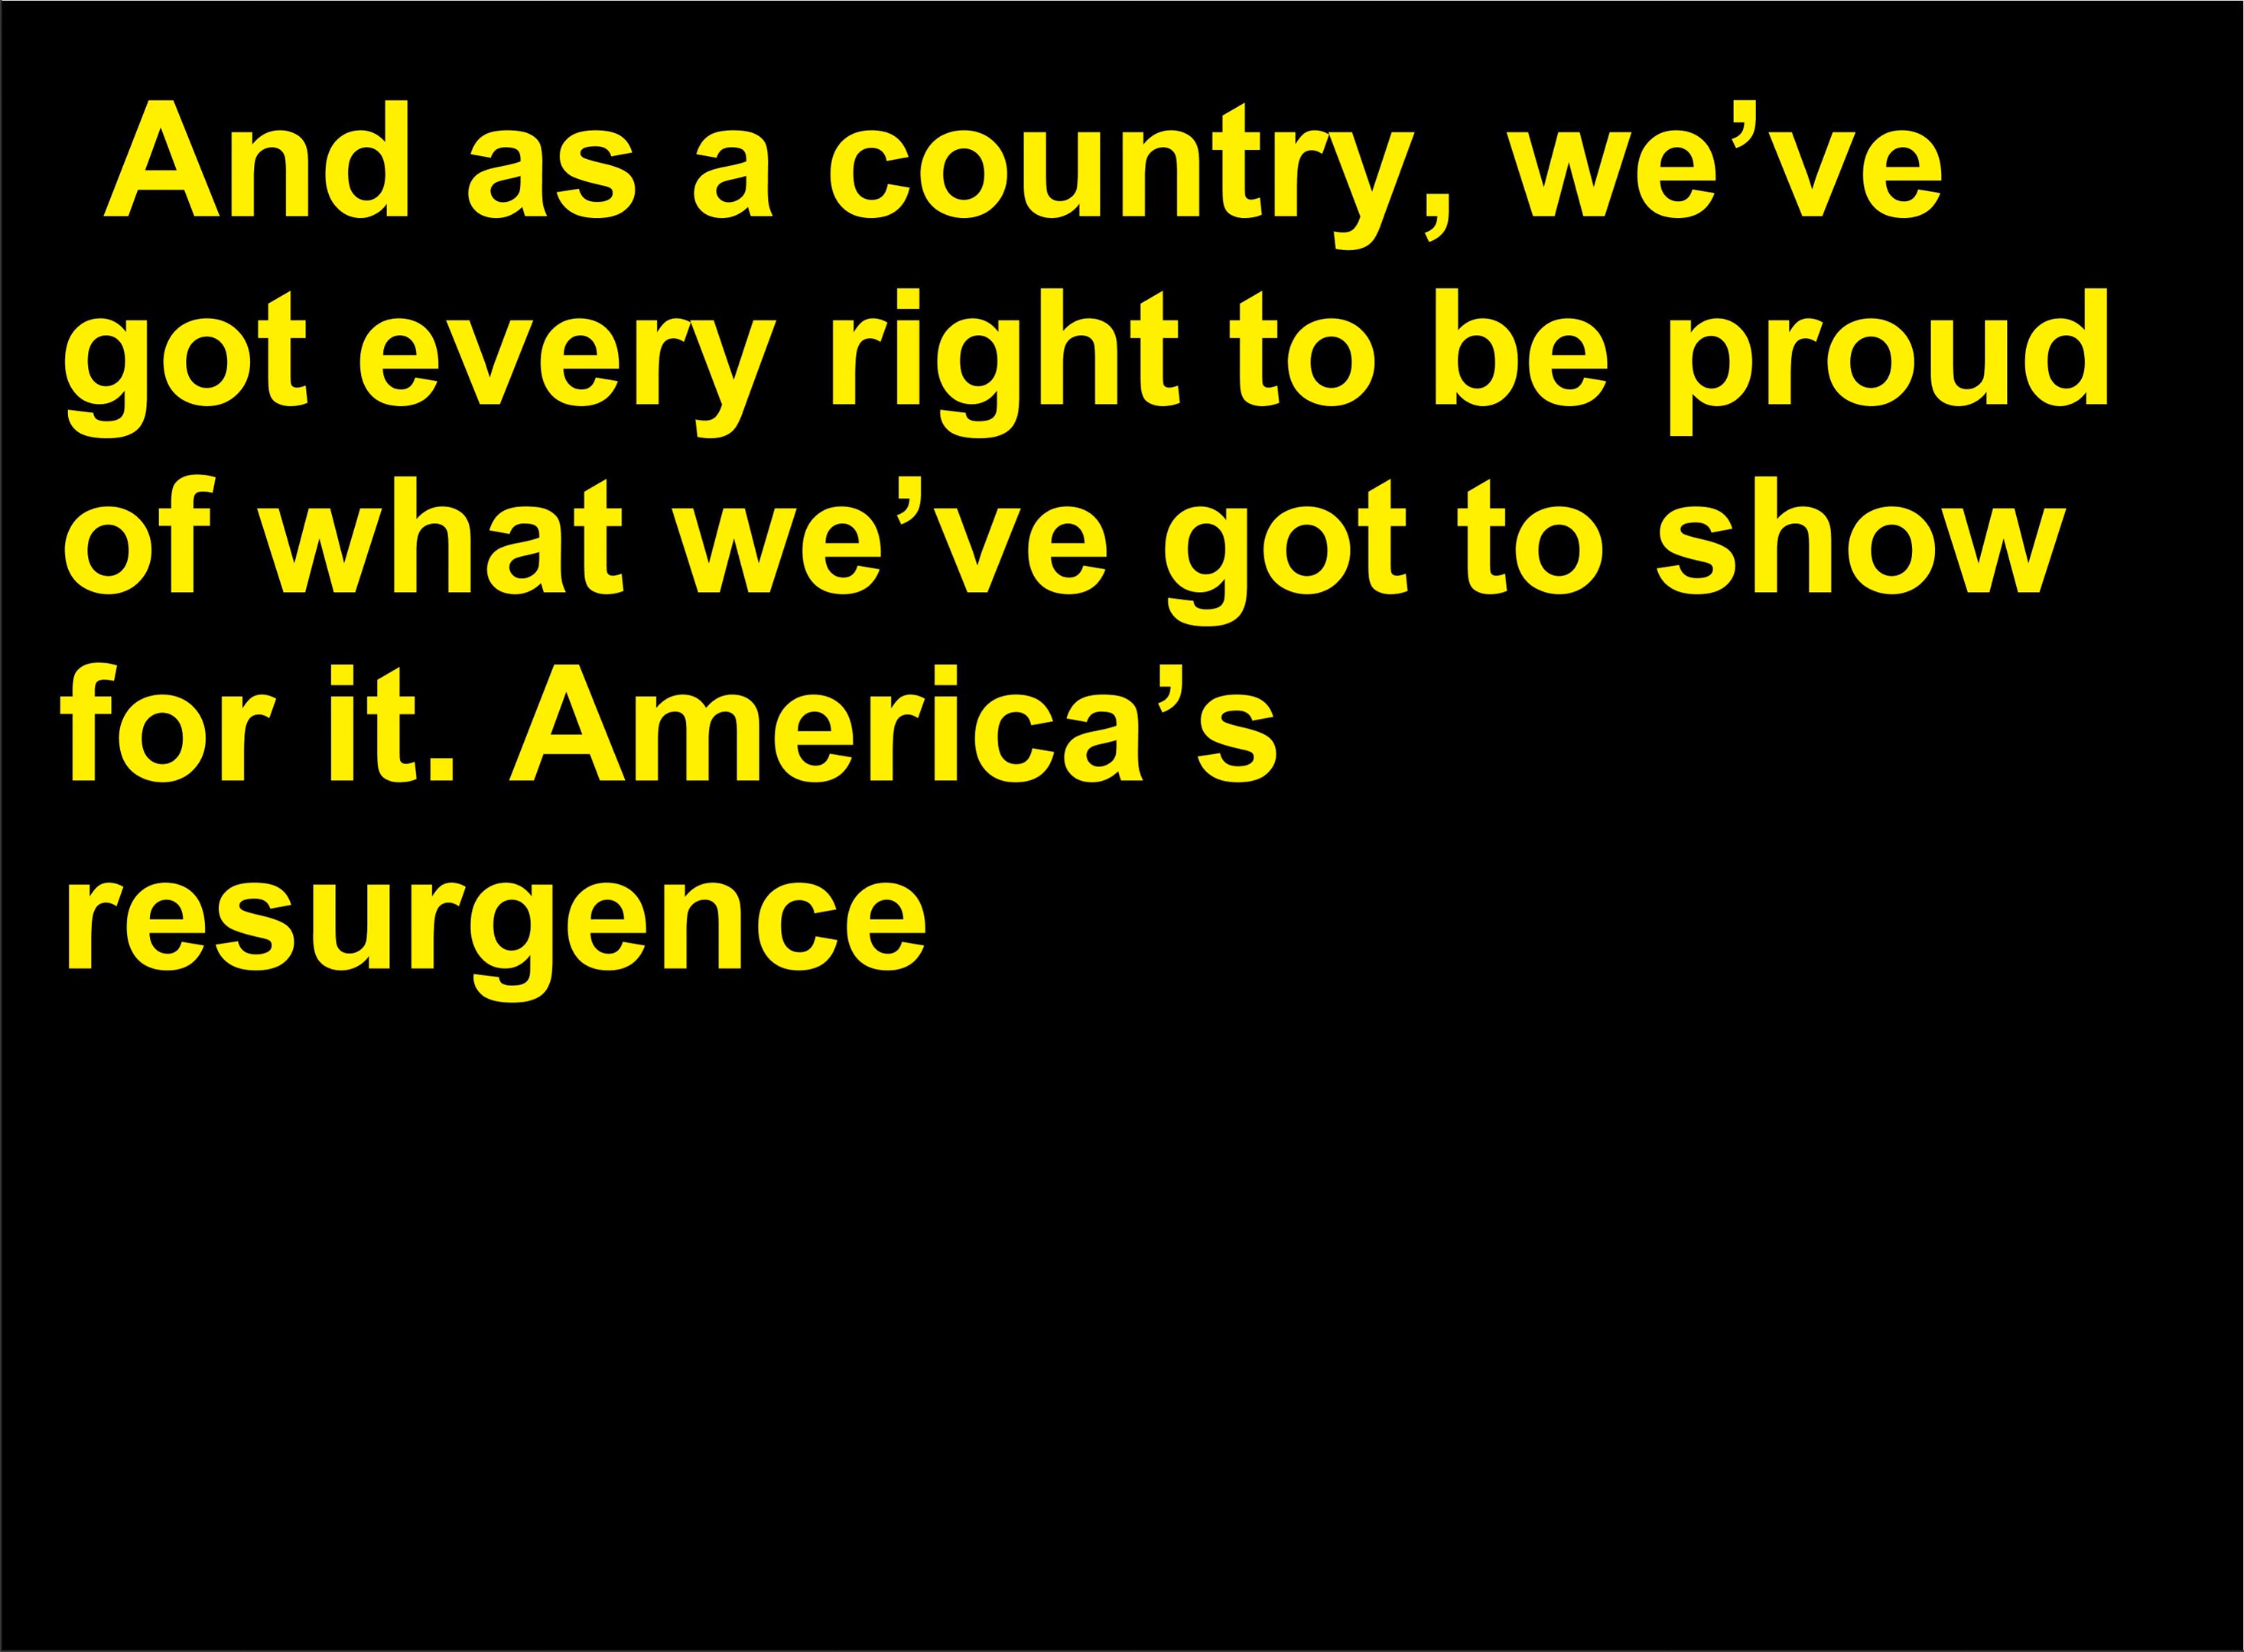 And as a country, we’ve
got every right to be proud
of what we’ve got to show
for it. America’s
resurgence